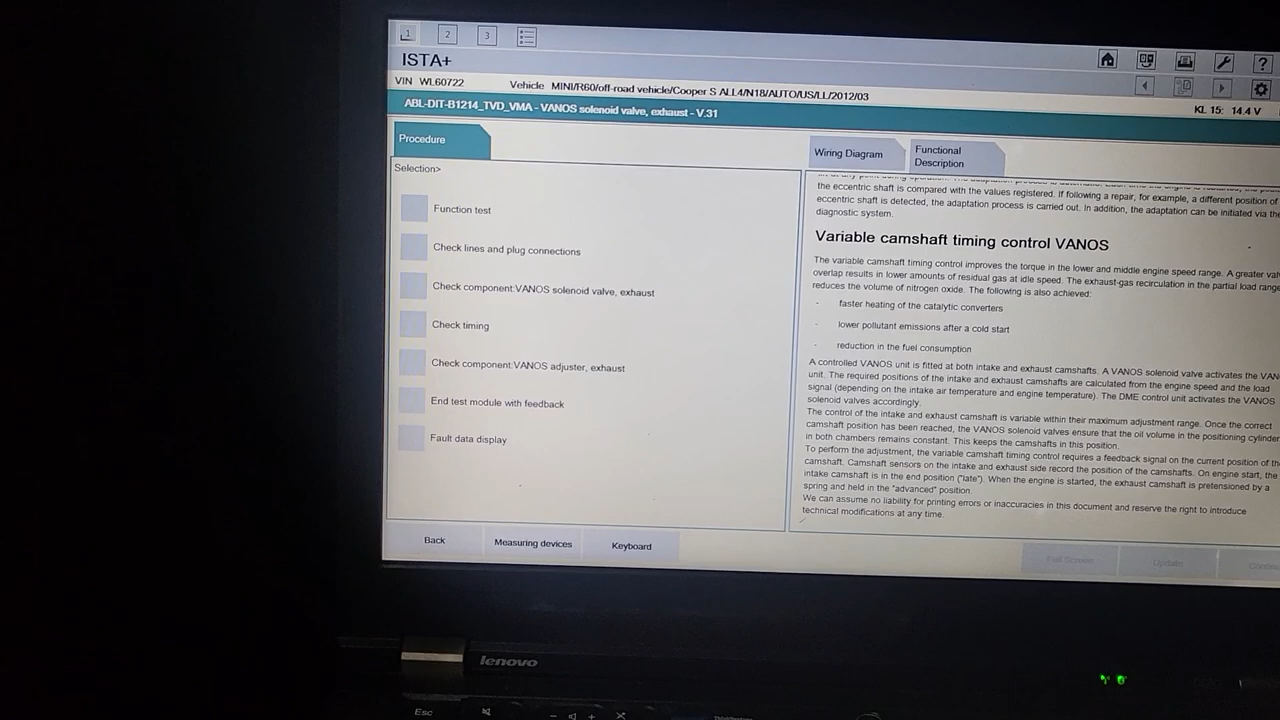 1 2 3
ISTA+
VIN WL60722 Vehicle MINI/R60/off-road vehicle/Cooper S ALL4/N18/AUTO/US/LL/2012/03
KL 15: 14.4 V
ABL-DIT-B1214_TVD_VMA - VANOS solenoid valve, exhaust - V.31
Procedure
Selection>
Function test
Check lines and plug connections
Check component:VANOS solenoid valve, exhaust
Check timing
Check component:VANOS adjuster, exhaust
End test module with feedback
Fault data display
Back Measuring devices Keyboard
Wiring Diagram
Functional
Description
the eccentric shaft is compared with the values registered. If following a repair, for example, a different position of
eccentric shaft is detected, the adaptation process is carried out. In addition, the adaptation can be initiated via the
diagnostic system.
Variable camshaft timing control VANOS
The variable camshaft timing control improves the torque in the lower and middle engine speed range. A greater val
overlap results in lower amounts of residual gas at idle speed. The exhaust-gas recirculation in the partial load range
reduces the volume of nitrogen oxide. The following is also achieved:
- faster heating of the catalytic converters
- lower pollutant emissions after a cold start
- reduction in the fuel consumption
A controlled VANOS unit is fitted at both intake and exhaust camshafts. A VANOS solenoid valve activates the VAN
unit. The required positions of the intake and exhaust camshafts are calculated from the engine speed and the load
signal (depending on the intake air temperature and engine temperature). The DME control unit activates the VANOS
solenoid valves accordingly.
The control of the intake and exhaust camshaft is variable within their maximum adjustment range. Once the correct
camshaft position has been reached, the VANOS solenoid valves ensure that the oil volume in the positioning cylinder
in both chambers remains constant. This keeps the camshafts in this position.
To perform the adjustment, the variable camshaft timing control requires a feedback signal on the current position of the
camshaft. Camshaft sensors on the intake and exhaust side record the position of the camshafts. On engine start, the
intake camshaft is in the end position ("late"). When the engine is started, the exhaust camshaft is pretensioned by a
spring and held in the "advanced" position.
We can assume no liability for printing errors or inaccuracies in this document and reserve the right to introduce
technical modifications at any time.
Full Screen Update Continu
lenovo
Esc